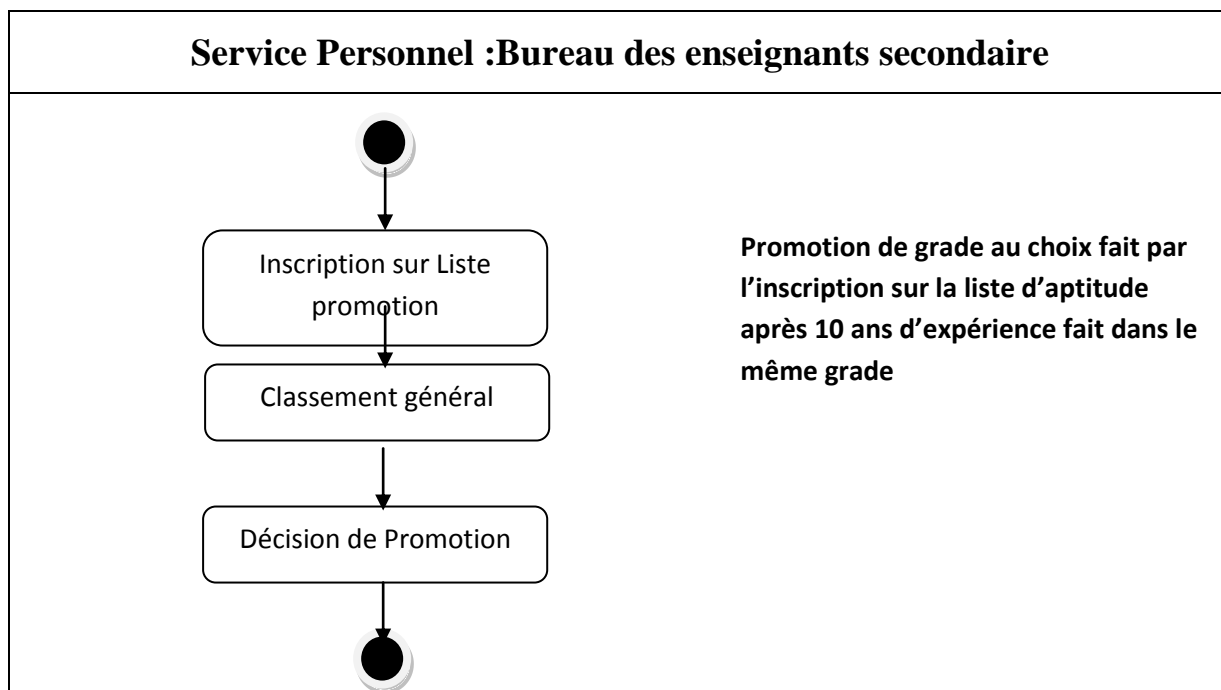 Service Personnel :Bureau des enseignants secondaire
Inscription sur Liste
promotion
Promotion de grade au choix fait par
l’inscription sur la liste d’aptitude
après 10 ans d’expérience fait dans le
même grade
Classement général
Décision de Promotion